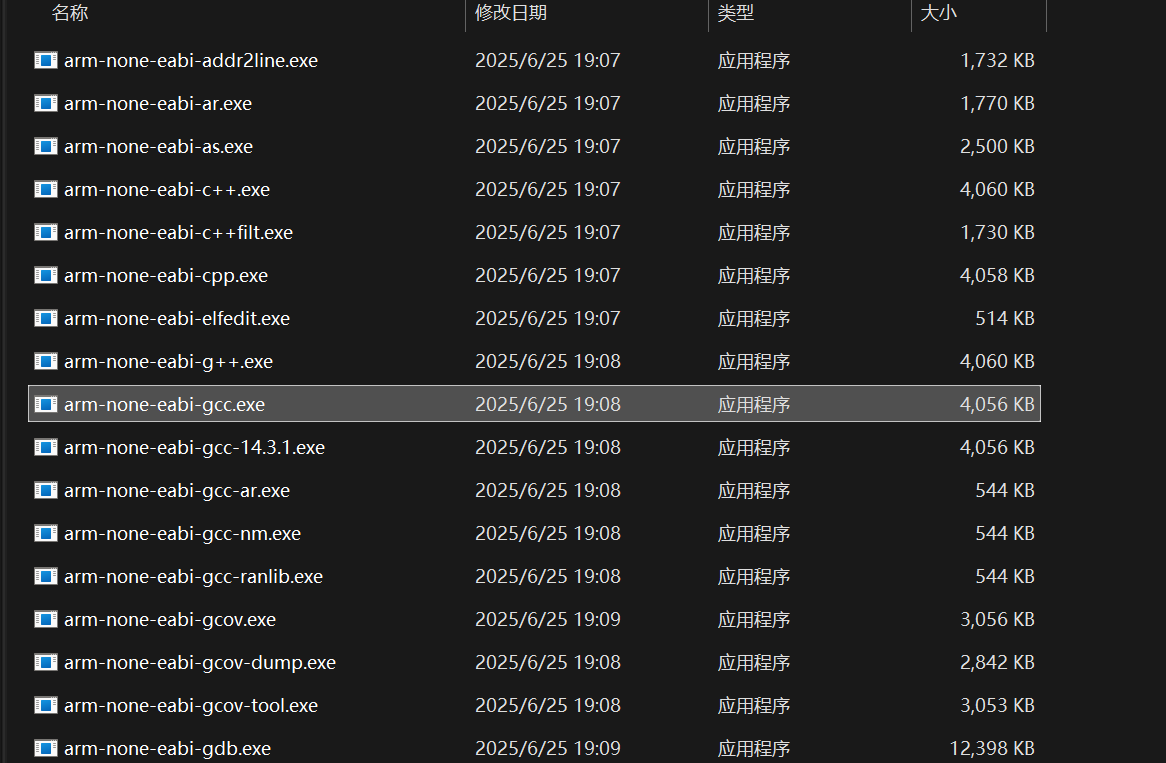 名称 修改日期 类型 大小
arm-none-eabi-addr2line.exe 2025/6/25 19:07 应用程序 1,732 KB
arm-none-eabi-ar.exe 2025/6/25 19:07 应用程序 1,770 KB
arm-none-eabi-as.exe 2025/6/25 19:07 应用程序 2,500 KB
arm-none-eabi-c++.exe 2025/6/25 19:07 应用程序 4,060 KB
arm-none-eabi-c++filt.exe 2025/6/25 19:07 应用程序 1,730 KB
arm-none-eabi-cpp.exe 2025/6/25 19:07 应用程序 4,058 KB
arm-none-eabi-elfedit.exe 2025/6/25 19:07 应用程序 514 KB
arm-none-eabi-g++.exe 2025/6/25 19:08 应用程序 4,060 KB
arm-none-eabi-gcc.exe 2025/6/25 19:08 应用程序 4,056 KB
arm-none-eabi-gcc-14.3.1.exe 2025/6/25 19:08 应用程序 4,056 KB
arm-none-eabi-gcc-ar.exe 2025/6/25 19:08 应用程序 544 KB
arm-none-eabi-gcc-nm.exe 2025/6/25 19:08 应用程序 544 KB
arm-none-eabi-gcc-ranlib.exe 2025/6/25 19:08 应用程序 544 KB
arm-none-eabi-gcov.exe 2025/6/25 19:09 应用程序 3,056 KB
arm-none-eabi-gcov-dump.exe 2025/6/25 19:08 应用程序 2,842 KB
arm-none-eabi-gcov-tool.exe 2025/6/25 19:08 应用程序 3,053 KB
arm-none-eabi-gdb.exe 2025/6/25 19:09 应用程序 12,398 KB